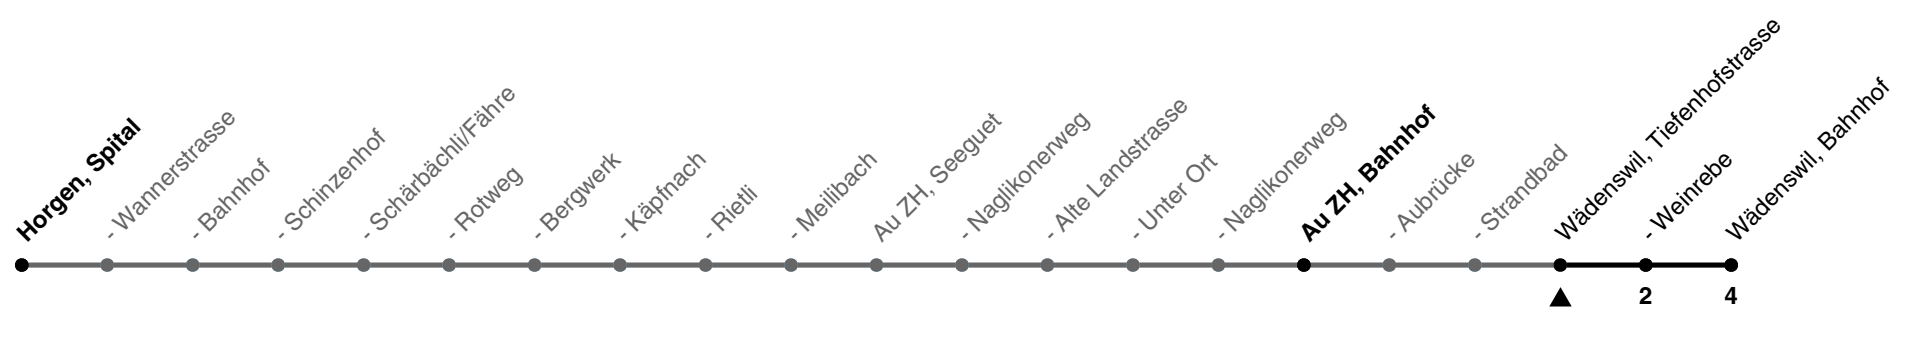 Horgen, Spital
- Wannerstrasse
- Bahnhof
- Schinzenhof
- Schärbächli/Fähre
- Rotweg
- Bergwerk
- Käpfnach
- Rietli
- Meilibach
Au ZH, Seeguet
- Naglikonerweg
- Alte Landstrasse
- Unter Ort
- Naglikonerweg
Au ZH, Bahnhof
- Aubrücke
- Strandbad
Wädenswil, Tiefenhofstrasse
- Weinrebe
Wädenswil, Bahnhof
2
4